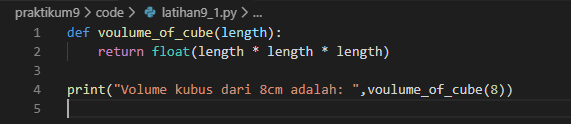 praktikum9 > code > latihan9_1.py > ...
1 def voulume_of_cube(length):
2     return float(length * length * length)
3
4 print("Volume kubus dari 8cm adalah: ",voulume_of_cube(8))
5